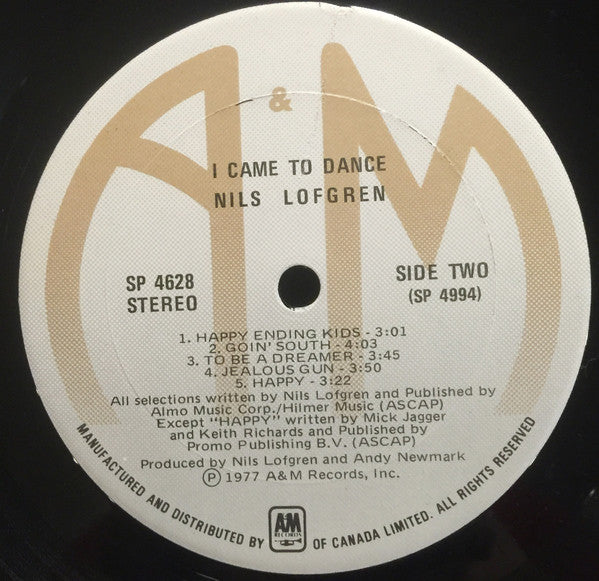 A & M
I CAME TO DANCE
NILS LOFGREN
SP 4628
STEREO
SIDE TWO
(SP 4994)
1. HAPPY ENDING KIDS - 3:01
2. GOIN' SOUTH - 4:03
3. TO BE A DREAMER - 3:45
4. JEALOUS GUN - 3:50
5. HAPPY - 3:22
All selections written by Nils Lofgren and Published by
Almo Music Corp./Hilmer Music (ASCAP)
Except "HAPPY" written by Mick Jagger
and Keith Richards and Published by
Promo Publishing B.V. (ASCAP)
Produced by Nils Lofgren and Andy Newmark
Ⓟ 1977 A&M Records, Inc.
MANUFACTURED AND DISTRIBUTED BY A&M RECORDS OF CANADA LIMITED. ALL RIGHTS RESERVED